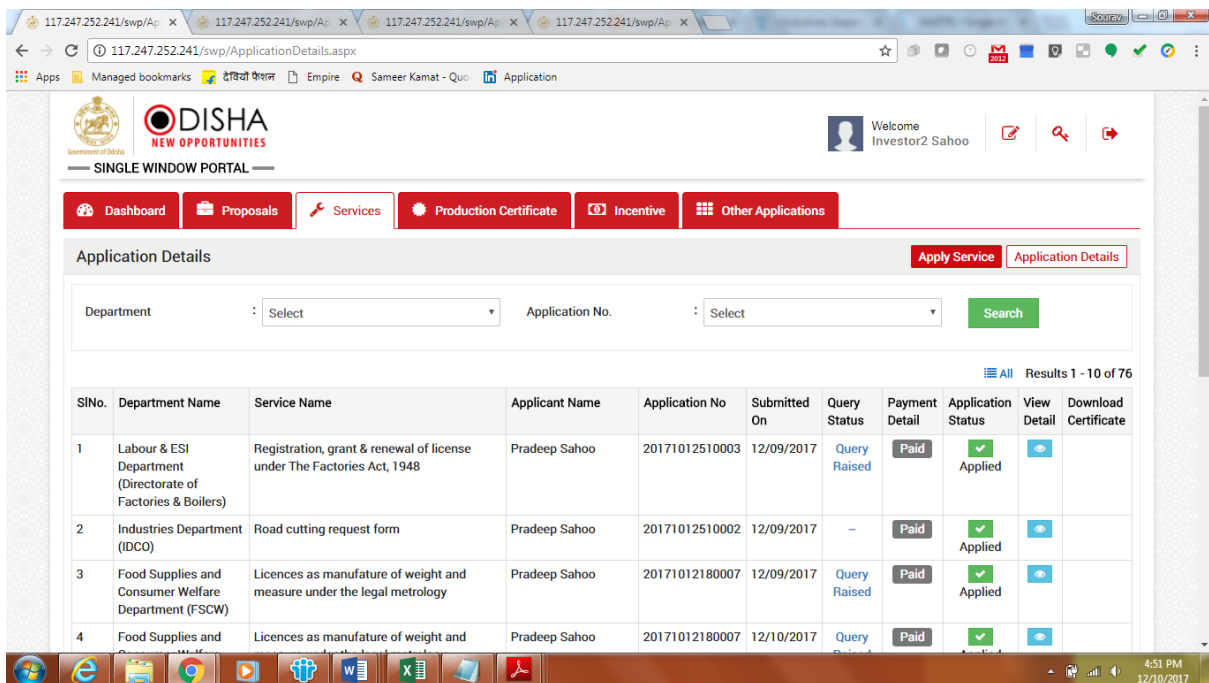 117.247.252.241/swp/Ap
117.247.252.241/swp/Ap
117.247.252.241/swp/Ap
117.247.252.241/swp/Ap
Sourav
117.247.252.241/swp/ApplicationDetails.aspx
2012
Apps Managed bookmarks देवियों फैशन Empire Sameer Kamat - Quo Application
Government of Odisha
ODISHA
NEW OPPORTUNITIES
SINGLE WINDOW PORTAL
Welcome
Investor2 Sahoo
Dashboard Proposals Services Production Certificate Incentive Other Applications
Application Details Apply Service Application Details
Department : Select Application No. : Select Search
All Results 1 - 10 of 76
SlNo. Department Name Service Name Applicant Name Application No Submitted Query Payment Application View Download
On Status Detail Status Detail Certificate
1 Labour & ESI Registration, grant & renewal of license Pradeep Sahoo 20171012510003 12/09/2017 Query Paid
Department under The Factories Act, 1948 Raised Applied
(Directorate of
Factories & Boilers)
2 Industries Department Road cutting request form Pradeep Sahoo 20171012510002 12/09/2017 – Paid
(IDCO) Applied
3 Food Supplies and Licences as manufature of weight and Pradeep Sahoo 20171012180007 12/09/2017 Query Paid
Consumer Welfare measure under the legal metrology Raised Applied
Department (FSCW)
4 Food Supplies and Licences as manufature of weight and Pradeep Sahoo 20171012180007 12/10/2017 Query Paid
4:51 PM
12/10/2017